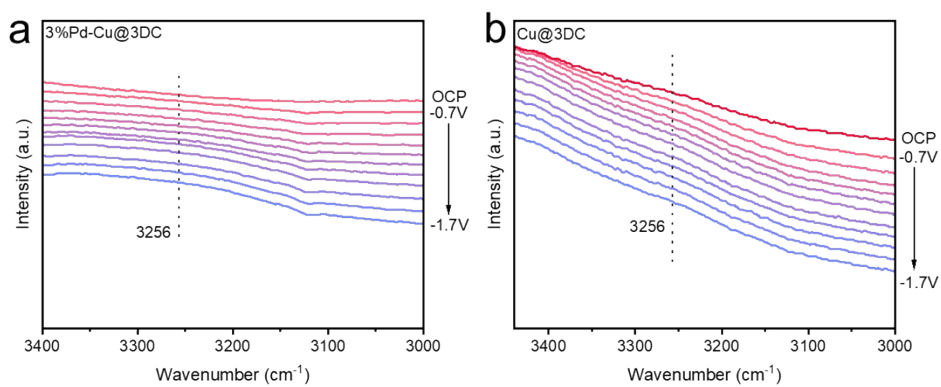 a
3%Pd-Cu@3DC
OCP
-0.7V
-1.7V
3256
Intensity (a.u.)
3400
3300
3200
3100
3000
Wavenumber (cm⁻¹)
b
Cu@3DC
OCP
-0.7V
-1.7V
3256
Intensity (a.u.)
3400
3300
3200
3100
3000
Wavenumber (cm⁻¹)